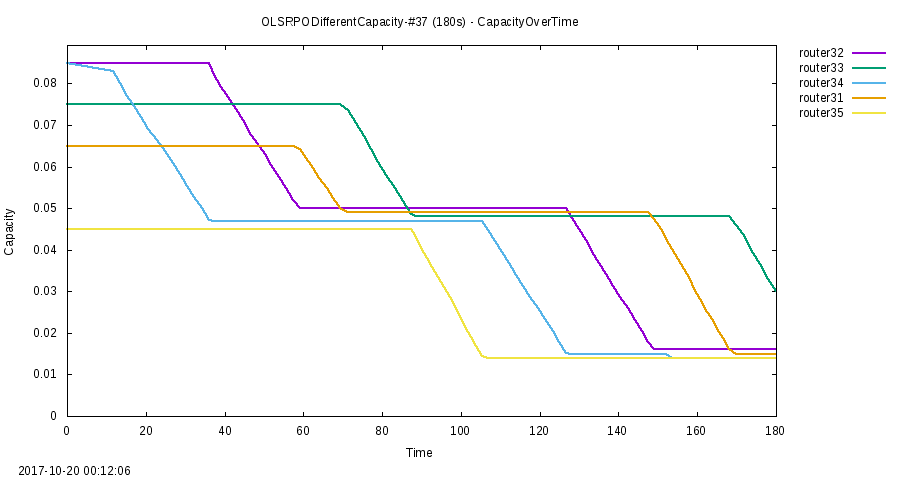 OLSRPODifferentCapacity-#37 (180s) - CapacityOverTime
router32
router33
router34
router31
router35
0.08
0.07
0.06
0.05
0.04
0.03
0.02
0.01
0
Capacity
0 20 40 60 80 100 120 140 160 180
Time
2017-10-20 00:12:06